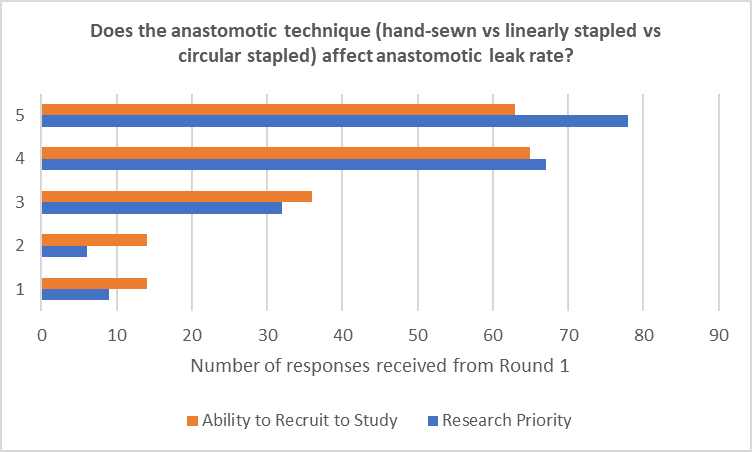 Does the anastomotic technique (hand-sewn vs linearly stapled vs
circular stapled) affect anastomotic leak rate?
5
4
3
2
1
0 10 20 30 40 50 60 70 80 90
Number of responses received from Round 1
Ability to Recruit to Study Research Priority